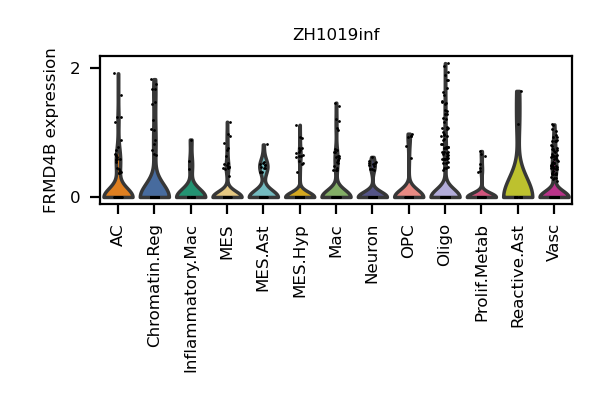 ZH1019inf
FRMD4B expression
2
0
AC
Chromatin.Reg
Inflammatory.Mac
MES
MES.Ast
MES.Hyp
Mac
Neuron
OPC
Oligo
Prolif.Metab
Reactive.Ast
Vasc